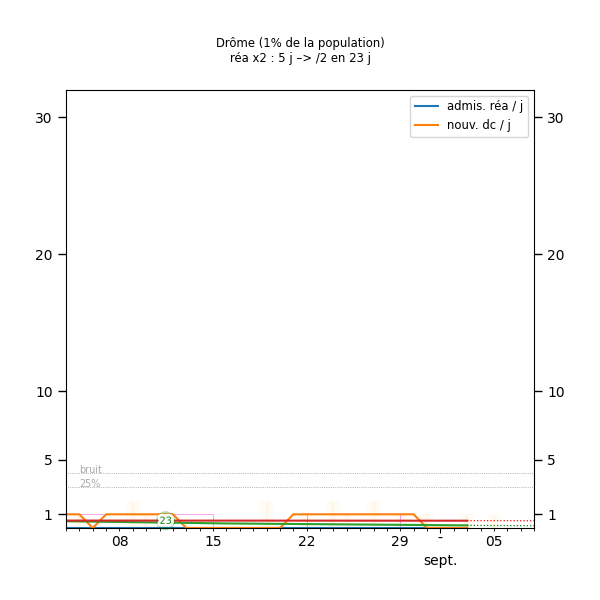 Drôme (1% de la population)
réa x2 : 5 j –> /2 en 23 j
admis. réa / j
nouv. dc / j
30 30
20 20
10 10
5 5
bruit
25%
1 23 1
08 15 22 29 - 05
sept.